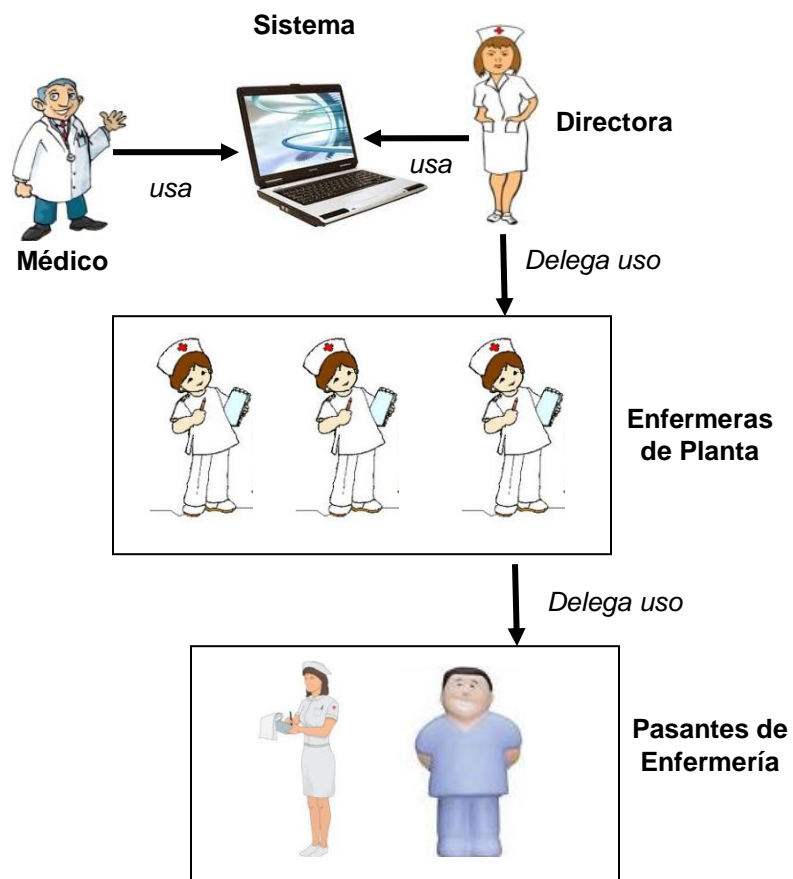 Sistema
Directora
usa
usa
Médico
Delega uso
Enfermeras
de Planta
Delega uso
Pasantes de
Enfermería